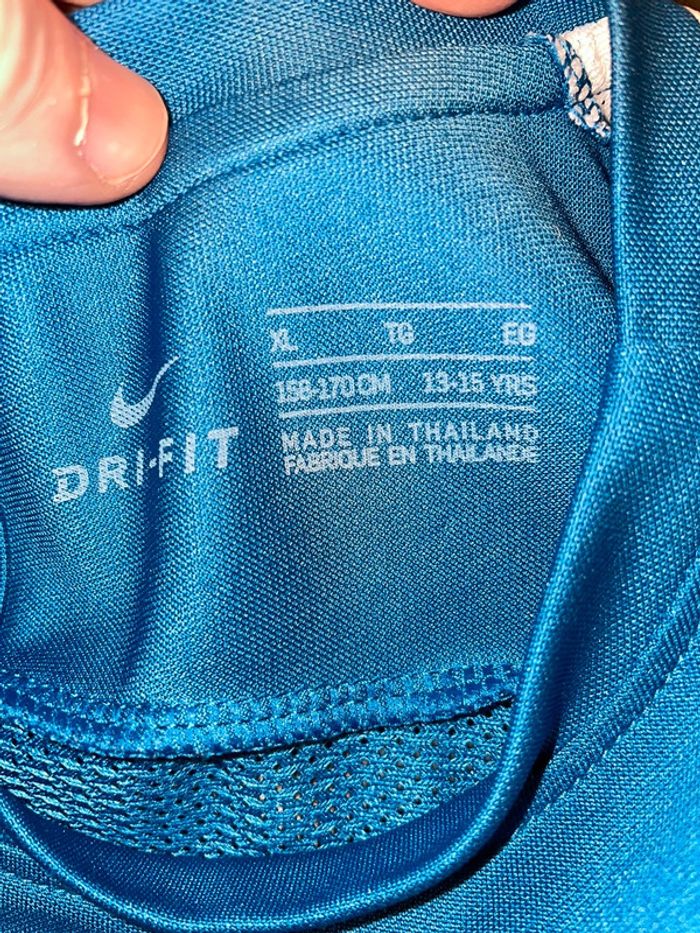 XL TG EG
158-170CM 13-15 YRS
DRI-FIT
MADE IN THAILAND
FABRIQUE EN THAILANDE